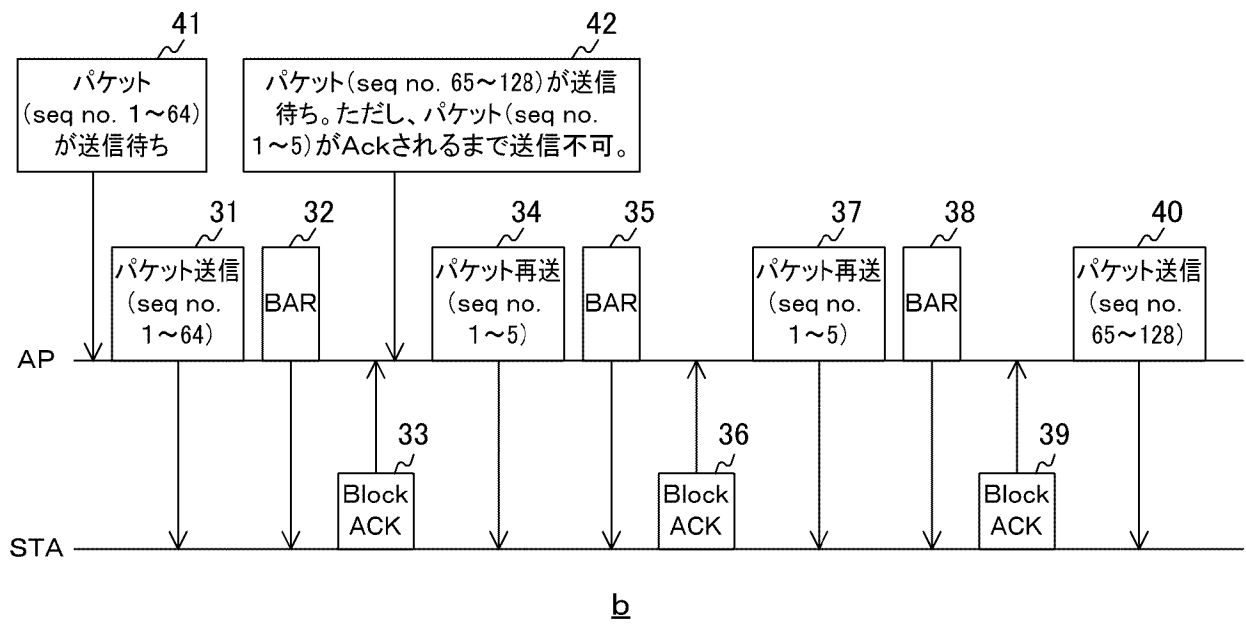 41
42
パケット
(seq no. 1～64)
が送信待ち
パケット(seq no. 65～128)が送信
待ち。ただし、パケット(seq no.
1～5)がAckされるまで送信不可。
31
32
34
35
37
38
40
パケット送信
(seq no.
1～64)
BAR
パケット再送
(seq no.
1～5)
BAR
パケット再送
(seq no.
1～5)
BAR
パケット送信
(seq no.
65～128)
AP
33
36
39
Block
ACK
Block
ACK
Block
ACK
STA
b